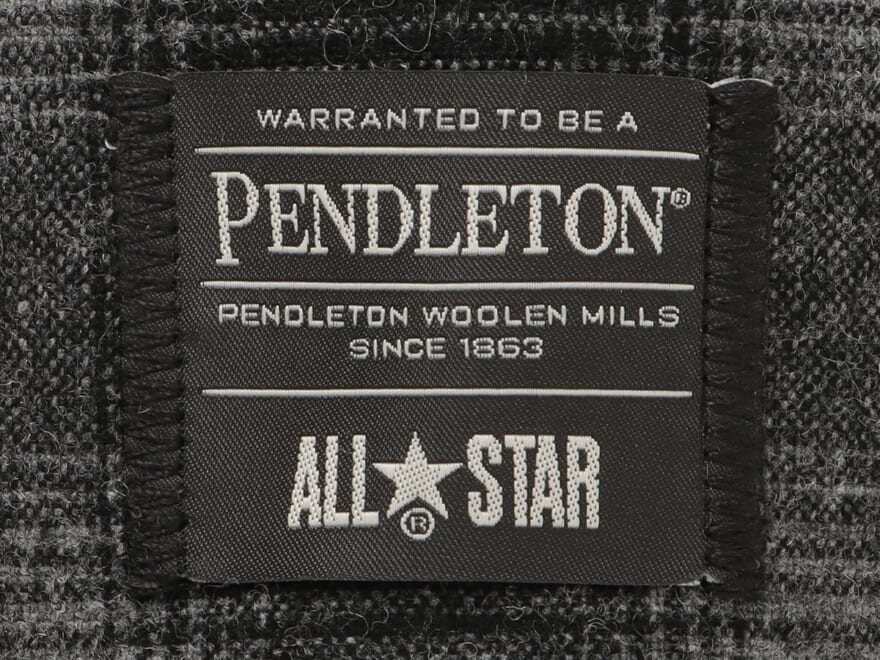 WARRANTED TO BE A
PENDLETON®
PENDLETON WOOLEN MILLS
SINCE 1863
ALL★STAR
®